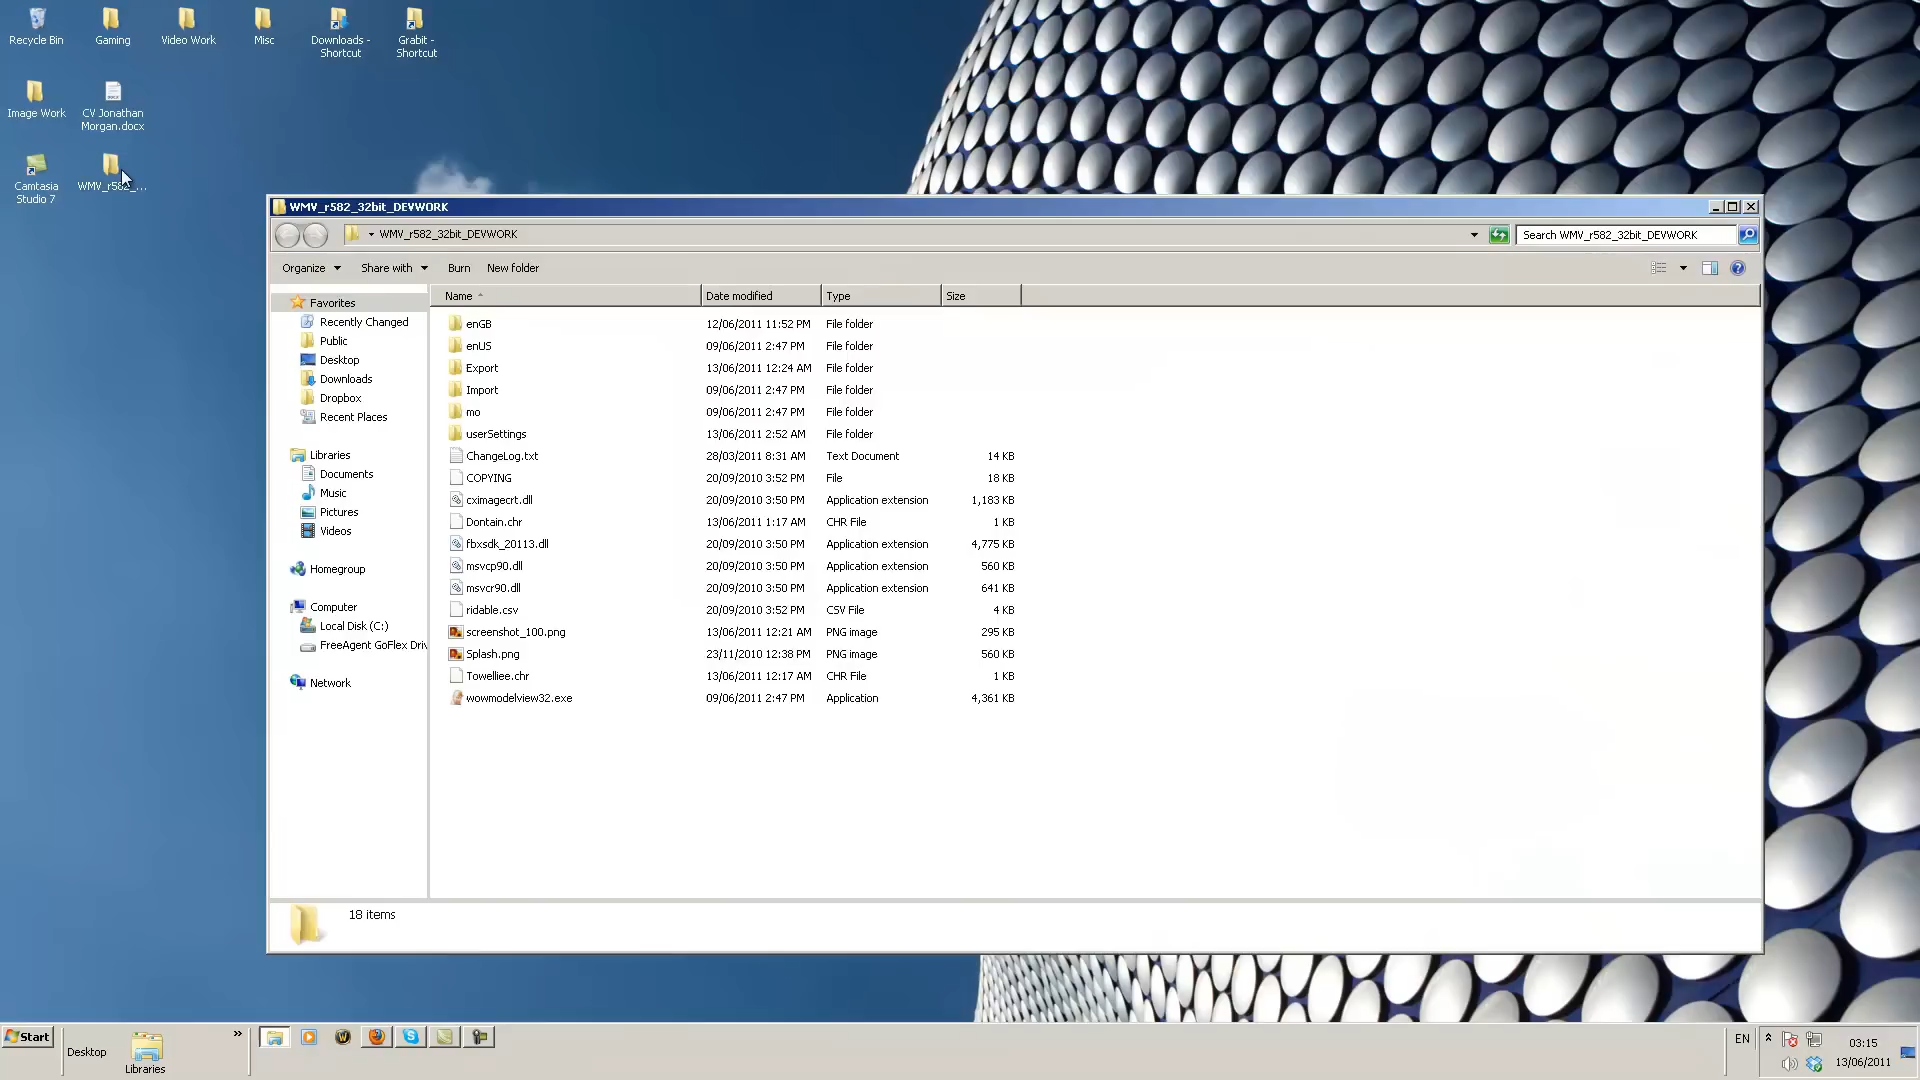 Recycle Bin
Gaming
Video Work
Misc
Downloads -
Shortcut
Grabit -
Shortcut
Image Work
CV Jonathan
Morgan.docx
Camtasia
Studio 7
WMV_r582_...
WMV_r582_32bit_DEVWORK
WMV_r582_32bit_DEVWORK
Search WMV_r582_32bit_DEVWORK
Organize Share with Burn New folder
Favorites
Recently Changed
Public
Desktop
Downloads
Dropbox
Recent Places
Libraries
Documents
Music
Pictures
Videos
Homegroup
Computer
Local Disk (C:)
FreeAgent GoFlex Driv
Network
Name Date modified Type Size
enGB 12/06/2011 11:52 PM File folder
enUS 09/06/2011 2:47 PM File folder
Export 13/06/2011 12:24 AM File folder
Import 09/06/2011 2:47 PM File folder
mo 09/06/2011 2:47 PM File folder
userSettings 13/06/2011 2:52 AM File folder
ChangeLog.txt 28/03/2011 8:31 AM Text Document 14 KB
COPYING 20/09/2010 3:52 PM File 18 KB
cximagecrt.dll 20/09/2010 3:50 PM Application extension 1,183 KB
Dontain.chr 13/06/2011 1:17 AM CHR File 1 KB
fbxsdk_20113.dll 20/09/2010 3:50 PM Application extension 4,775 KB
msvcp90.dll 20/09/2010 3:50 PM Application extension 560 KB
msvcr90.dll 20/09/2010 3:50 PM Application extension 641 KB
ridable.csv 20/09/2010 3:52 PM CSV File 4 KB
screenshot_100.png 13/06/2011 12:21 AM PNG image 295 KB
Splash.png 23/11/2010 12:38 PM PNG image 560 KB
Towelliee.chr 13/06/2011 12:17 AM CHR File 1 KB
wowmodelview32.exe 09/06/2011 2:47 PM Application 4,361 KB
18 items
Start
Desktop
Libraries
»
EN
03:15
13/06/2011